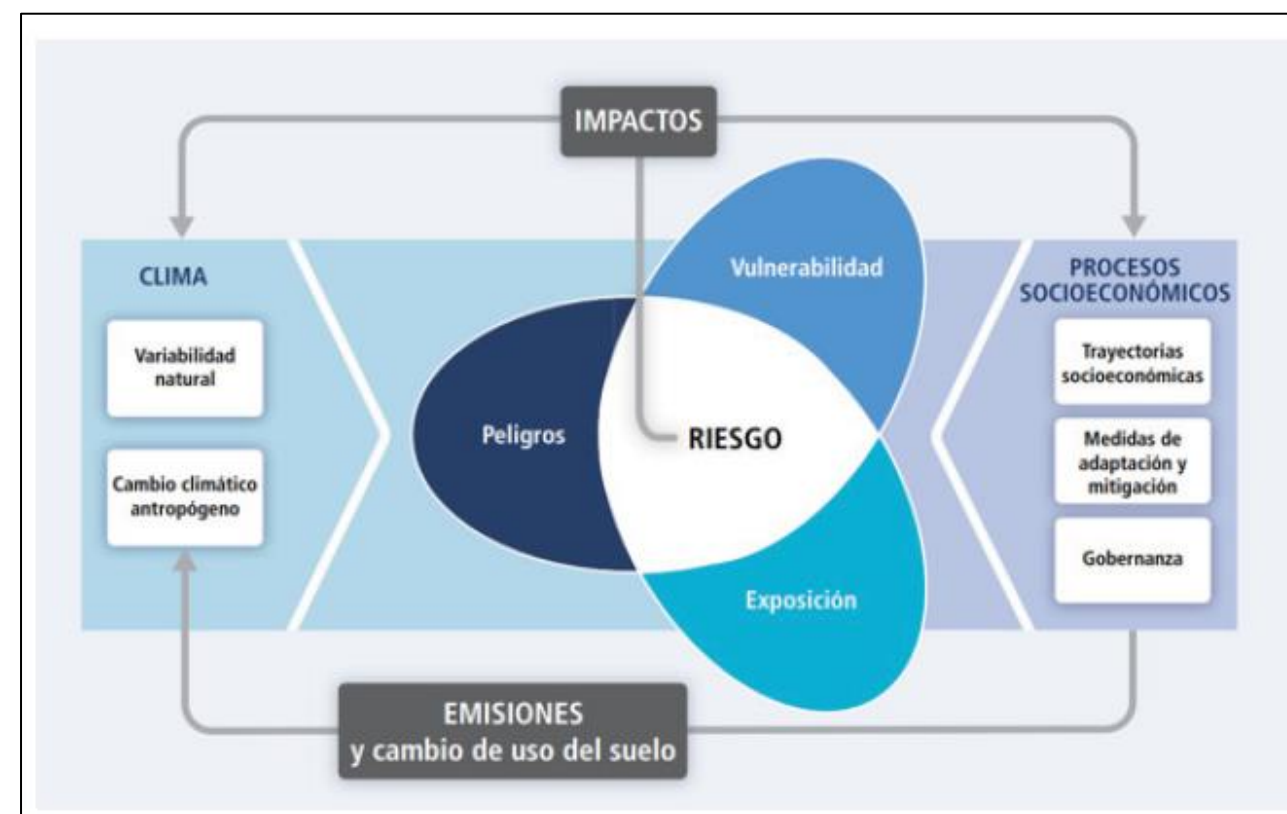 IMPACTOS
CLIMA
Variabilidad
natural
Cambio climático
antropógeno
Vulnerabilidad
Peligros
RIESGO
Exposición
PROCESOS
SOCIOECONÓMICOS
Trayectorias
socioeconómicas
Medidas de
adaptación y
mitigación
Gobernanza
EMISIONES
y cambio de uso del suelo